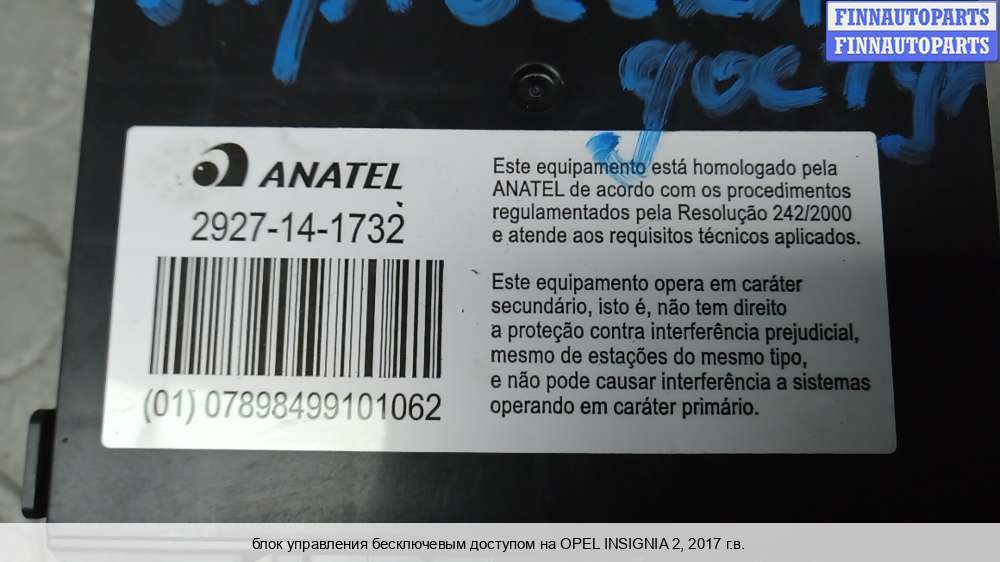 FINNAUTOPARTS
FINNAUTOPARTS
доступ
ANATEL
2927-14-1732
(01) 07898499101062
Este equipamento está homologado pela
ANATEL de acordo com os procedimentos
regulamentados pela Resolução 242/2000
e atende aos requisitos técnicos aplicados.
Este equipamento opera em caráter
secundário, isto é, não tem direito
a proteção contra interferência prejudicial,
mesmo de estações do mesmo tipo,
e não pode causar interferência a sistemas
operando em caráter primário.
блок управления бесключевым доступом на OPEL INSIGNIA 2, 2017 г.в.